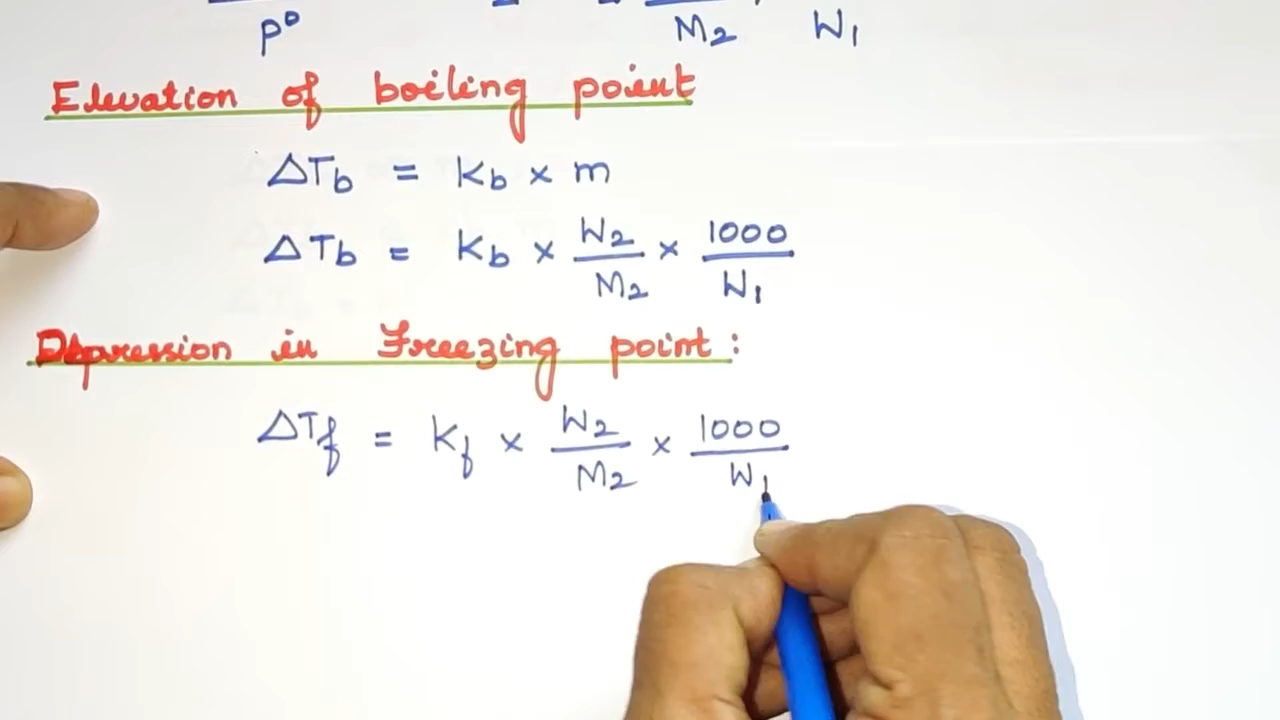 P⁰ M₂ W₁
Elevation of boiling point
ΔTb = Kb × m
ΔTb = Kb × W₂/M₂ × 1000/W₁
Depression in Freezing point :
ΔTf = Kf × W₂/M₂ × 1000/W₁